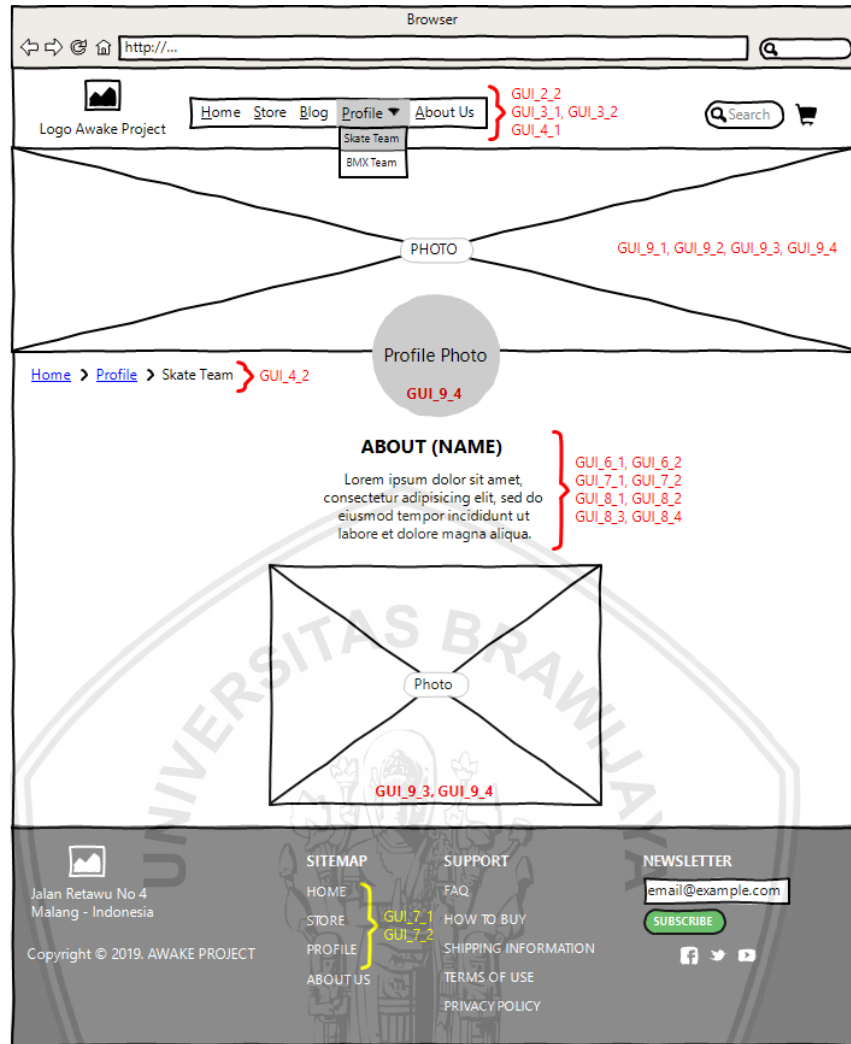 Browser
http://...
Logo Awake Project
Home Store Blog Profile About Us
Skate Team
BMX Team
GUI_2_2
GUI_3_1, GUI_3_2
GUI_4_1
Search
PHOTO
GUI_9_1, GUI_9_2, GUI_9_3, GUI_9_4
Profile Photo
GUI_9_4
Home > Profile > Skate Team
GUI_4_2
ABOUT (NAME)
Lorem ipsum dolor sit amet,
consectetur adipisicing elit, sed do
eiusmod tempor incididunt ut
labore et dolore magna aliqua.
GUI_6_1, GUI_6_2
GUI_7_1, GUI_7_2
GUI_8_1, GUI_8_2
GUI_8_3, GUI_8_4
UNIVERSITAS BRAWIJAYA
Photo
GUI_9_3, GUI_9_4
Jalan Retawu No 4
Malang - Indonesia
Copyright © 2019. AWAKE PROJECT
SITEMAP
HOME
STORE
PROFILE
ABOUT US
GUI_7_1
GUI_7_2
SUPPORT
FAQ
HOW TO BUY
SHIPPING INFORMATION
TERMS OF USE
PRIVACY POLICY
NEWSLETTER
email@example.com
SUBSCRIBE